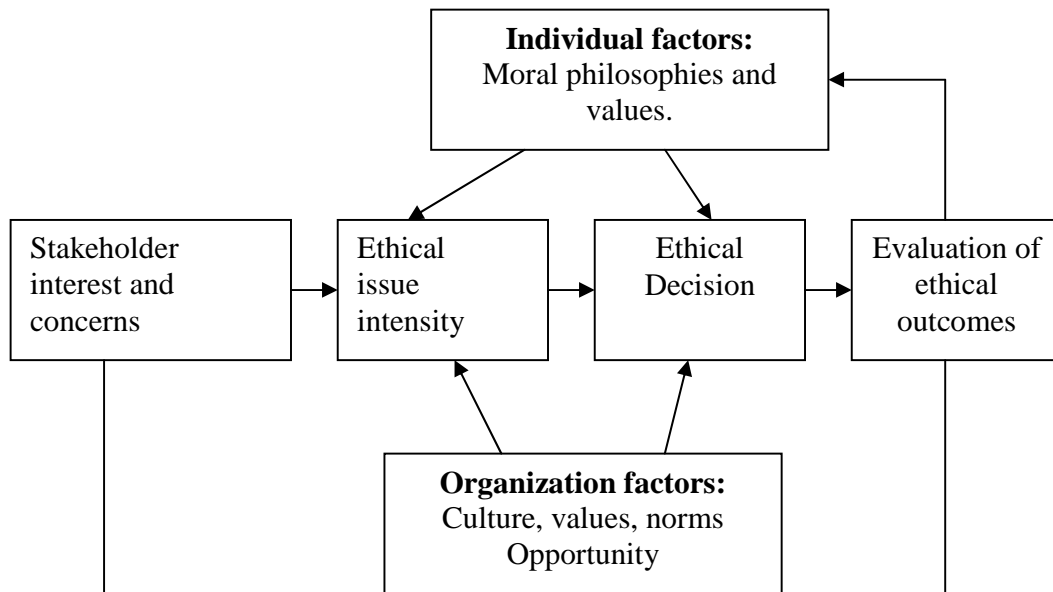 Individual factors:
Moral philosophies and
values.
Stakeholder
interest and
concerns
Ethical
issue
intensity
Ethical
Decision
Evaluation of
ethical
outcomes
Organization factors:
Culture, values, norms
Opportunity